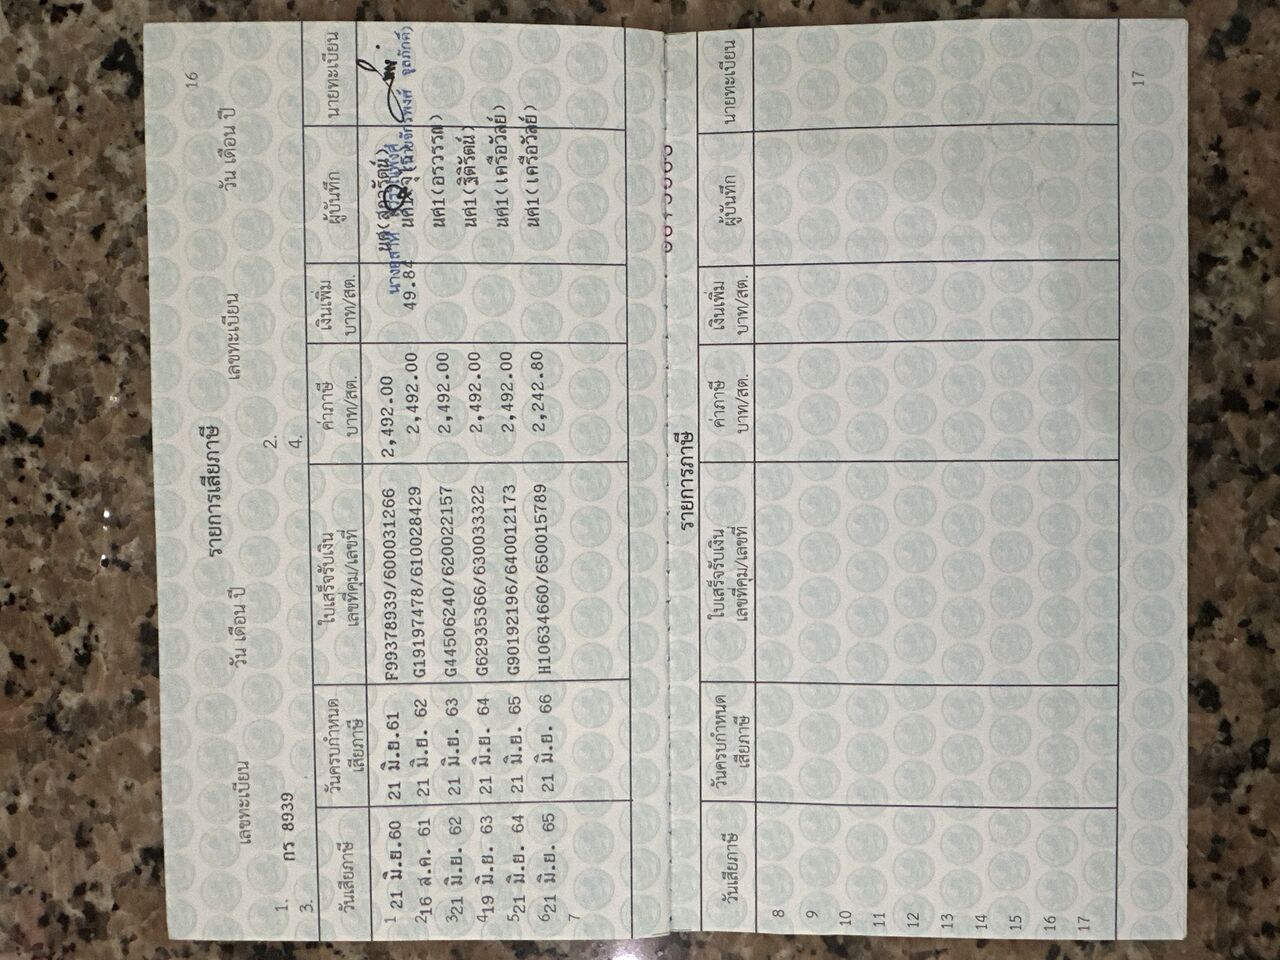 16
รายการเสียภาษี
เลขทะเบียน วัน เดือน ปี เลขทะเบียน วัน เดือน ปี
1. กร 8939 2.
3. 4.
วันเสียภาษี วันครบกำหนดเสียภาษี ใบเสร็จรับเงิน เลขที่คุม/เลขที่ ค่าภาษี บาท/สต. เงินเพิ่ม บาท/สต. ผู้บันทึก นายทะเบียน
1 21 มิ.ย.60 21 มิ.ย.61 F99378939/600031266 2,492.00
2 16 ส.ค. 61 21 มิ.ย. 62 G19197478/610028429 2,492.00 49.84
3 21 มิ.ย. 62 21 มิ.ย. 63 G44506240/620022157 2,492.00 นศ1(อรวรรณ)
4 19 มิ.ย. 63 21 มิ.ย. 64 G62935366/630033322 2,492.00 นศ1(ฐิติรัตน์)
5 21 มิ.ย. 64 21 มิ.ย. 65 G90192196/640012173 2,492.00 นศ1(เครือวัลย์)
6 21 มิ.ย. 65 21 มิ.ย. 66 H10634660/650015789 2,242.80 นศ1(เครือวัลย์)
7
รายการภาษี
วันเสียภาษี วันครบกำหนดเสียภาษี ใบเสร็จรับเงิน เลขที่คุม/เลขที่ ค่าภาษี บาท/สต. เงินเพิ่ม บาท/สต. ผู้บันทึก นายทะเบียน
8
9
10
11
12
13
14
15
16
17
17